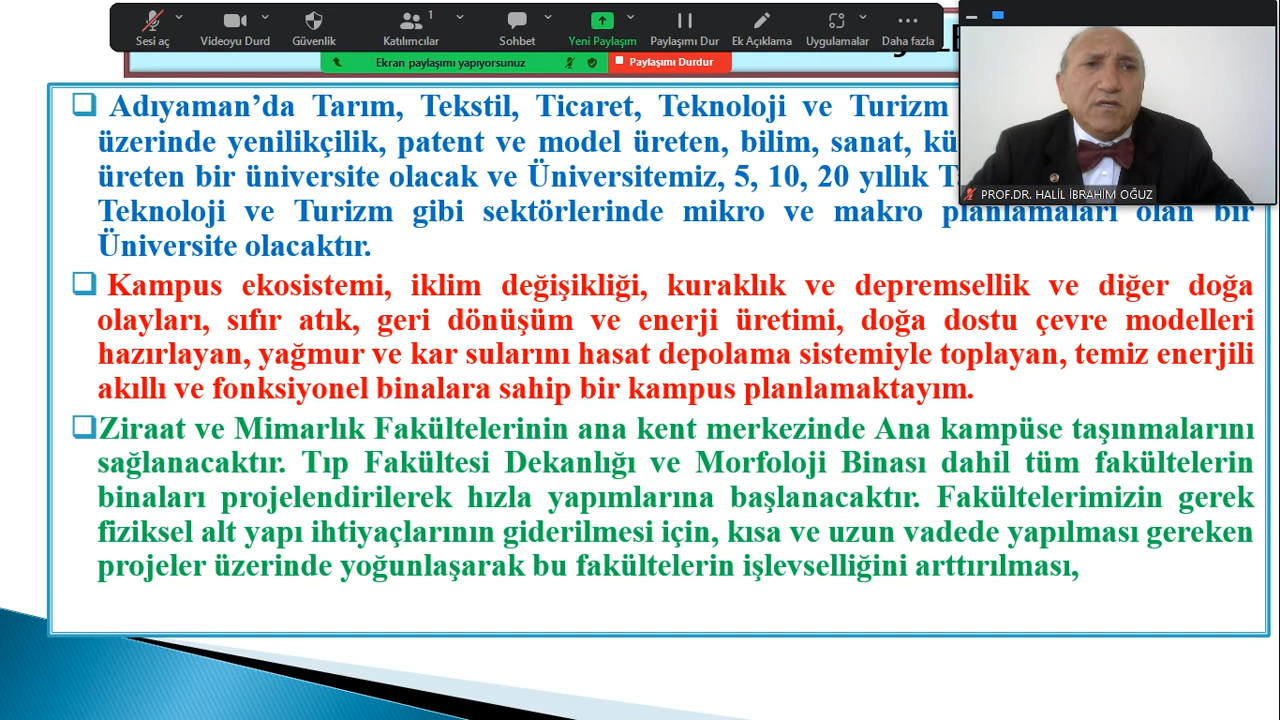 Sesi aç
Videoyu Durd
Güvenlik
1
Katılımcılar
Sohbet
Yeni Paylaşım
Paylaşımı Dur
Ek Açıklama
Uygulamalar
Daha fazla
Ekran paylaşımı yapıyorsunuz
Paylaşımı Durdur
PROF.DR. HALİL İBRAHİM OĞUZ
Adıyaman’da Tarım, Tekstil, Ticaret, Teknoloji ve Turizm
üzerinde yenilikçilik, patent ve model üreten, bilim, sanat,
üreten bir üniversite olacak ve Üniversitemiz, 5, 10, 20 yıllık
Teknoloji ve Turizm gibi sektörlerinde mikro ve makro planlamaları olan bir
Üniversite olacaktır.
Kampus ekosistemi, iklim değişikliği, kuraklık ve depremsellik ve diğer doğa
olayları, sıfır atık, geri dönüşüm ve enerji üretimi, doğa dostu çevre modelleri
hazırlayan, yağmur ve kar sularını hasat depolama sistemiyle toplayan, temiz enerjili
akıllı ve fonksiyonel binalara sahip bir kampus planlamaktayım.
Ziraat ve Mimarlık Fakültelerinin ana kent merkezinde Ana kampüse taşınmalarını
sağlanacaktır. Tıp Fakültesi Dekanlığı ve Morfoloji Binası dahil tüm fakültelerin
binaları projelendirilerek hızla yapımlarına başlanacaktır. Fakültelerimizin gerek
fiziksel alt yapı ihtiyaçlarının giderilmesi için, kısa ve uzun vadede yapılması gereken
projeler üzerinde yoğunlaşarak bu fakültelerin işlevselliğini arttırılması,